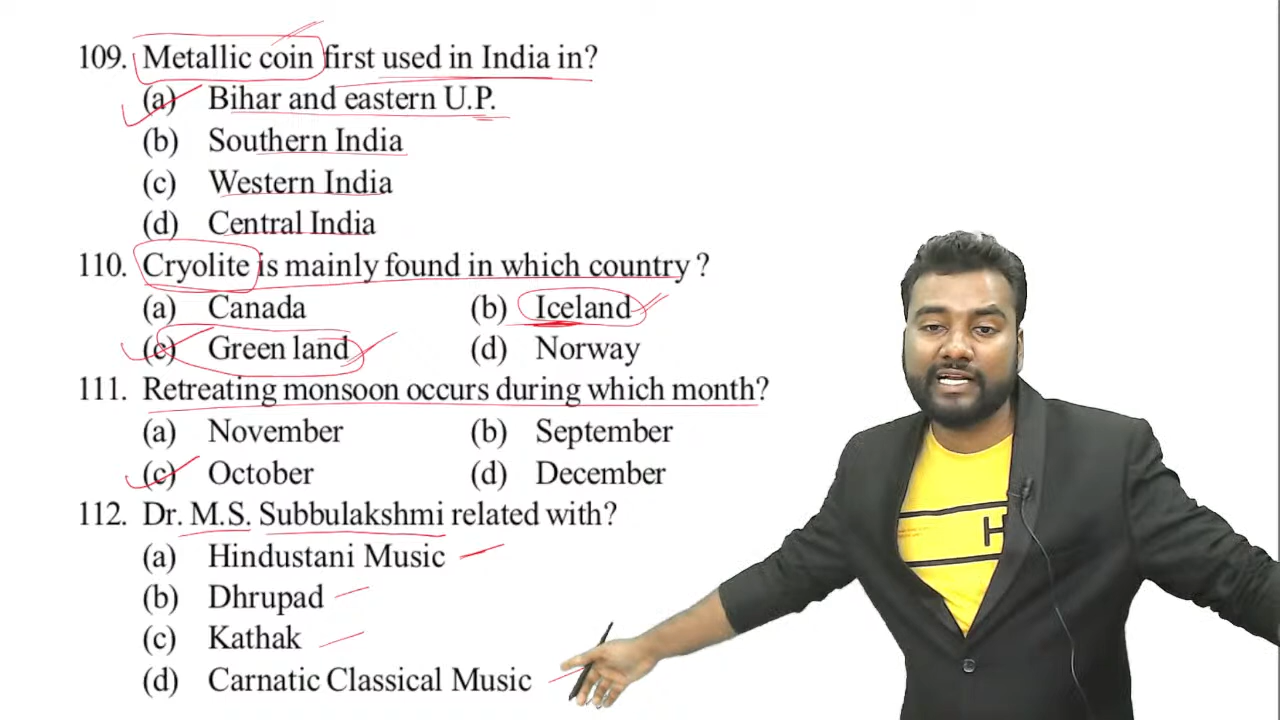 109. Metallic coin first used in India in?
(a) Bihar and eastern U.P.
(b) Southern India
(c) Western India
(d) Central India
110. Cryolite is mainly found in which country ?
(a) Canada (b) Iceland
(c) Green land (d) Norway
111. Retreating monsoon occurs during which month?
(a) November (b) September
(c) October (d) December
112. Dr. M.S. Subbulakshmi related with?
(a) Hindustani Music
(b) Dhrupad
(c) Kathak
(d) Carnatic Classical Music
H